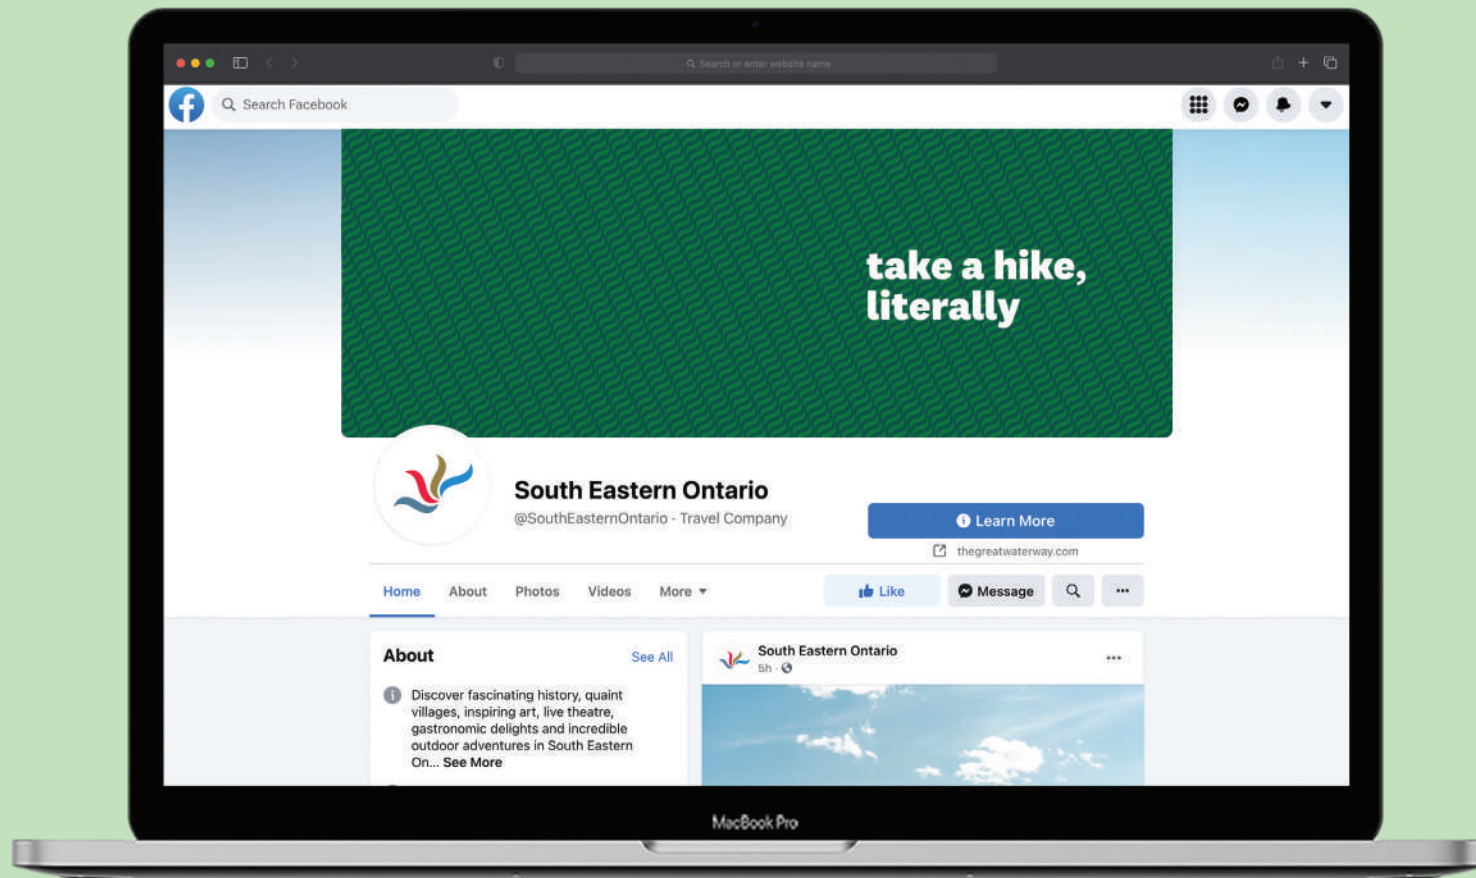 Search or enter website name
Search Facebook
take a hike,
literally
South Eastern Ontario
@SouthEasternOntario · Travel Company
Learn More
thegreatwaterway.com
Home About Photos Videos More
Like Message
About See All
Discover fascinating history, quaint
villages, inspiring art, live theatre,
gastronomic delights and incredible
outdoor adventures in South Eastern
On... See More
South Eastern Ontario
5h ·
MacBook Pro